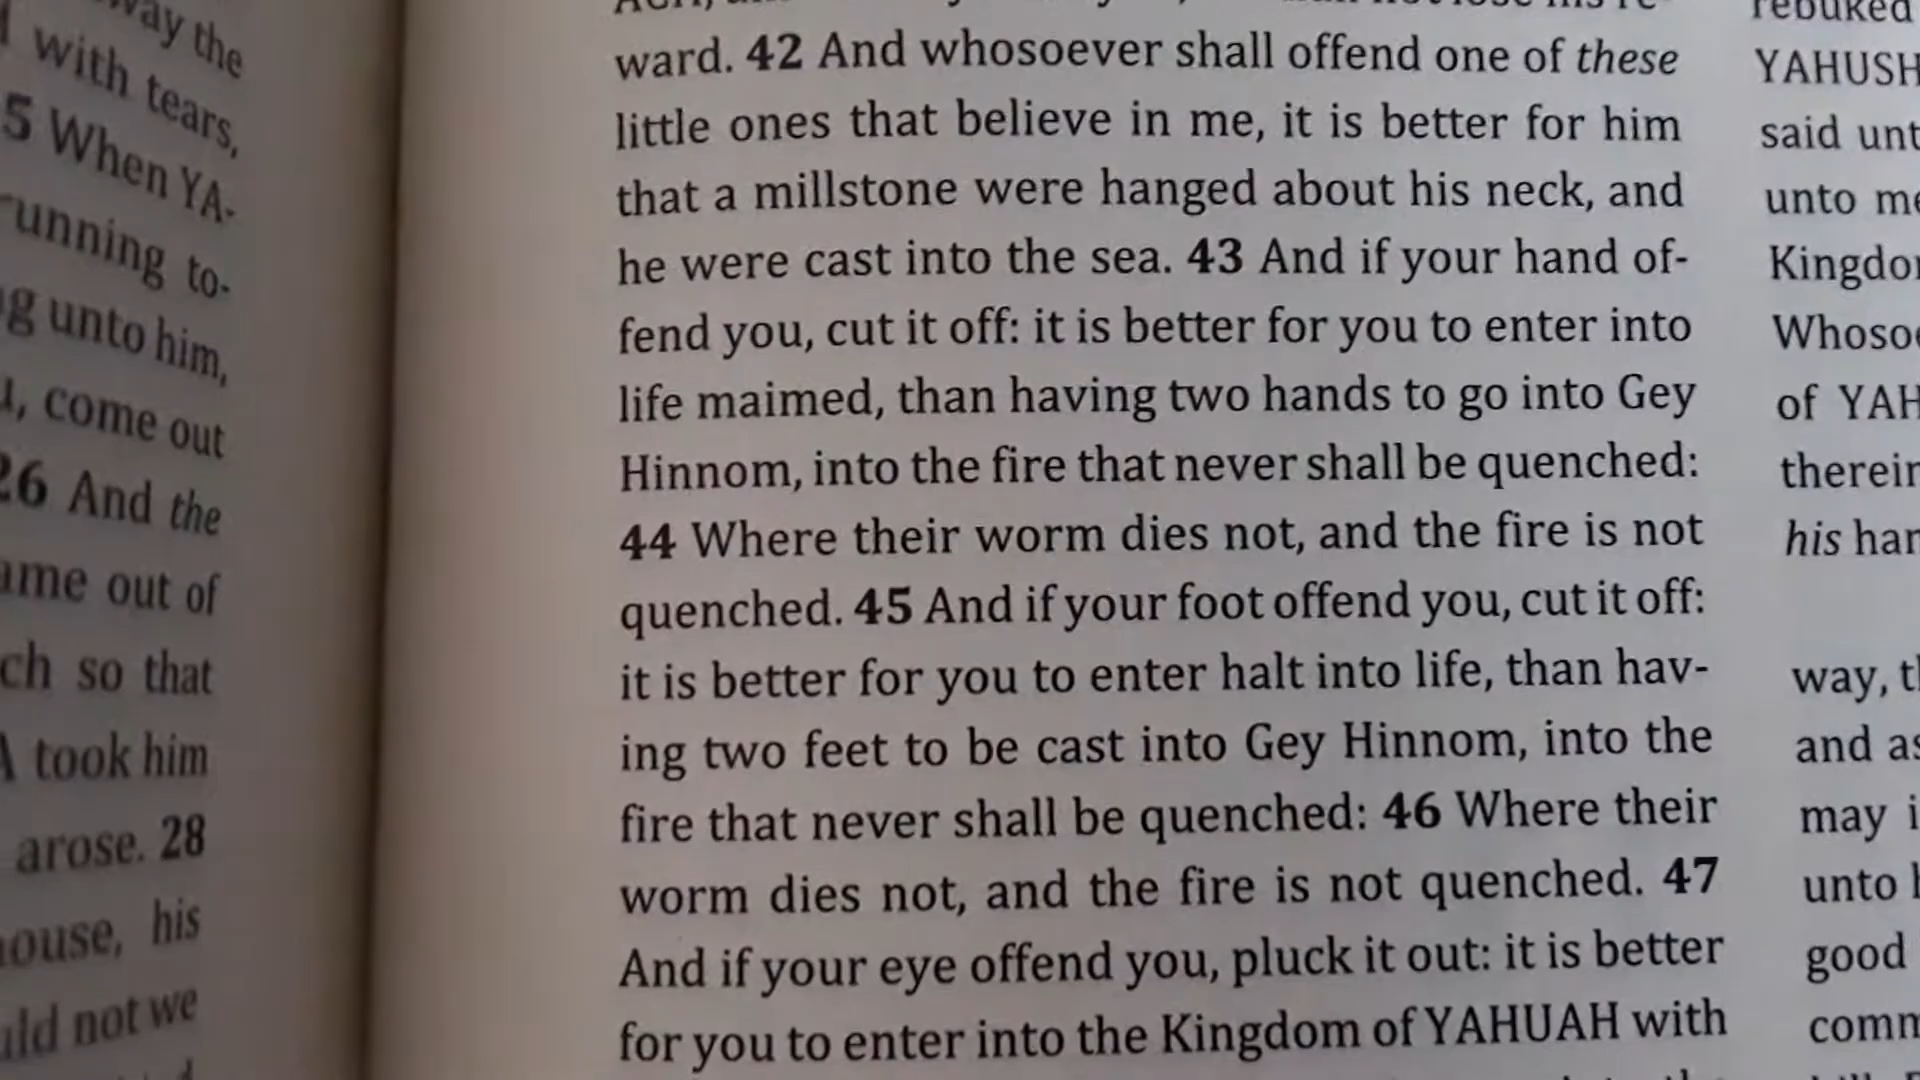 way the
with tears,
5 When YA-
running to-
unto him,
come out
26 And the
out of
so that
took him
arose. 28
his
not we
ward. 42 And whosoever shall offend one of these
little ones that believe in me, it is better for him
that a millstone were hanged about his neck, and
he were cast into the sea. 43 And if your hand of-
fend you, cut it off: it is better for you to enter into
life maimed, than having two hands to go into Gey
Hinnom, into the fire that never shall be quenched:
44 Where their worm dies not, and the fire is not
quenched. 45 And if your foot offend you, cut it off:
it is better for you to enter halt into life, than hav-
ing two feet to be cast into Gey Hinnom, into the
fire that never shall be quenched: 46 Where their
worm dies not, and the fire is not quenched. 47
And if your eye offend you, pluck it out: it is better
for you to enter into the Kingdom of YAHUAH with
rebuked
YAHUSH
said unt
unto me
Kingdo
Whoso
of YAH
therein
his har
way, th
and as
may i
unto
good
comm